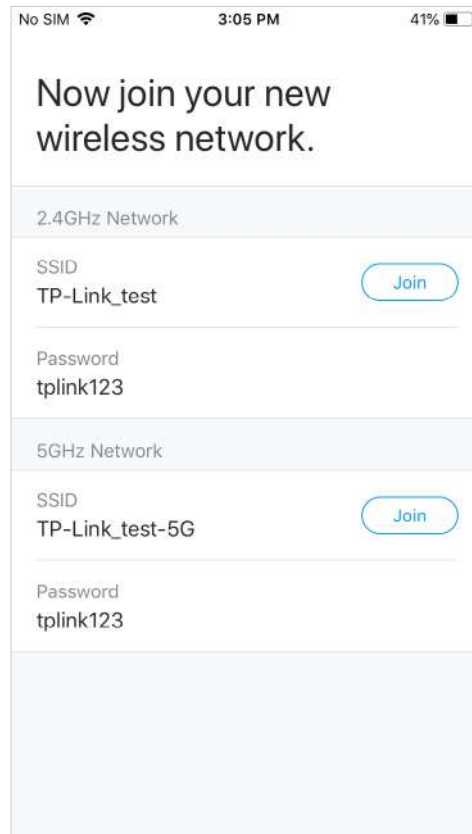 No SIM 3:05 PM 41%
Now join your new
wireless network.
2.4GHz Network
SSID
TP-Link_test
Join
Password
tplink123
5GHz Network
SSID
TP-Link_test-5G
Join
Password
tplink123